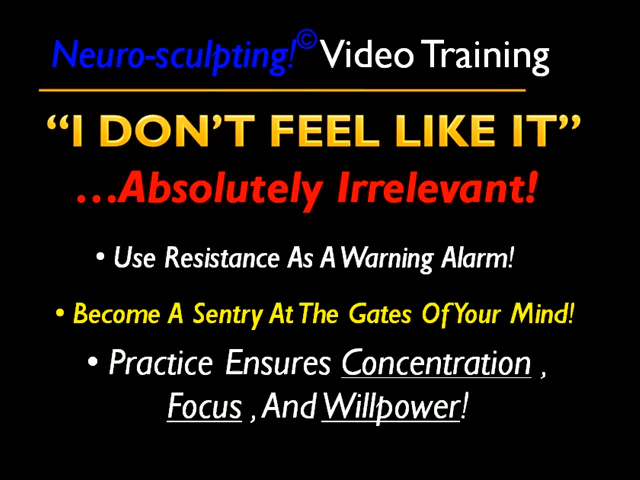 Neuro-sculpting!© Video Training
“I DON’T FEEL LIKE IT”
...Absolutely Irrelevant!
• Use Resistance As A Warning Alarm!
• Become A Sentry At The Gates Of Your Mind!
• Practice Ensures Concentration ,
Focus , And Willpower!